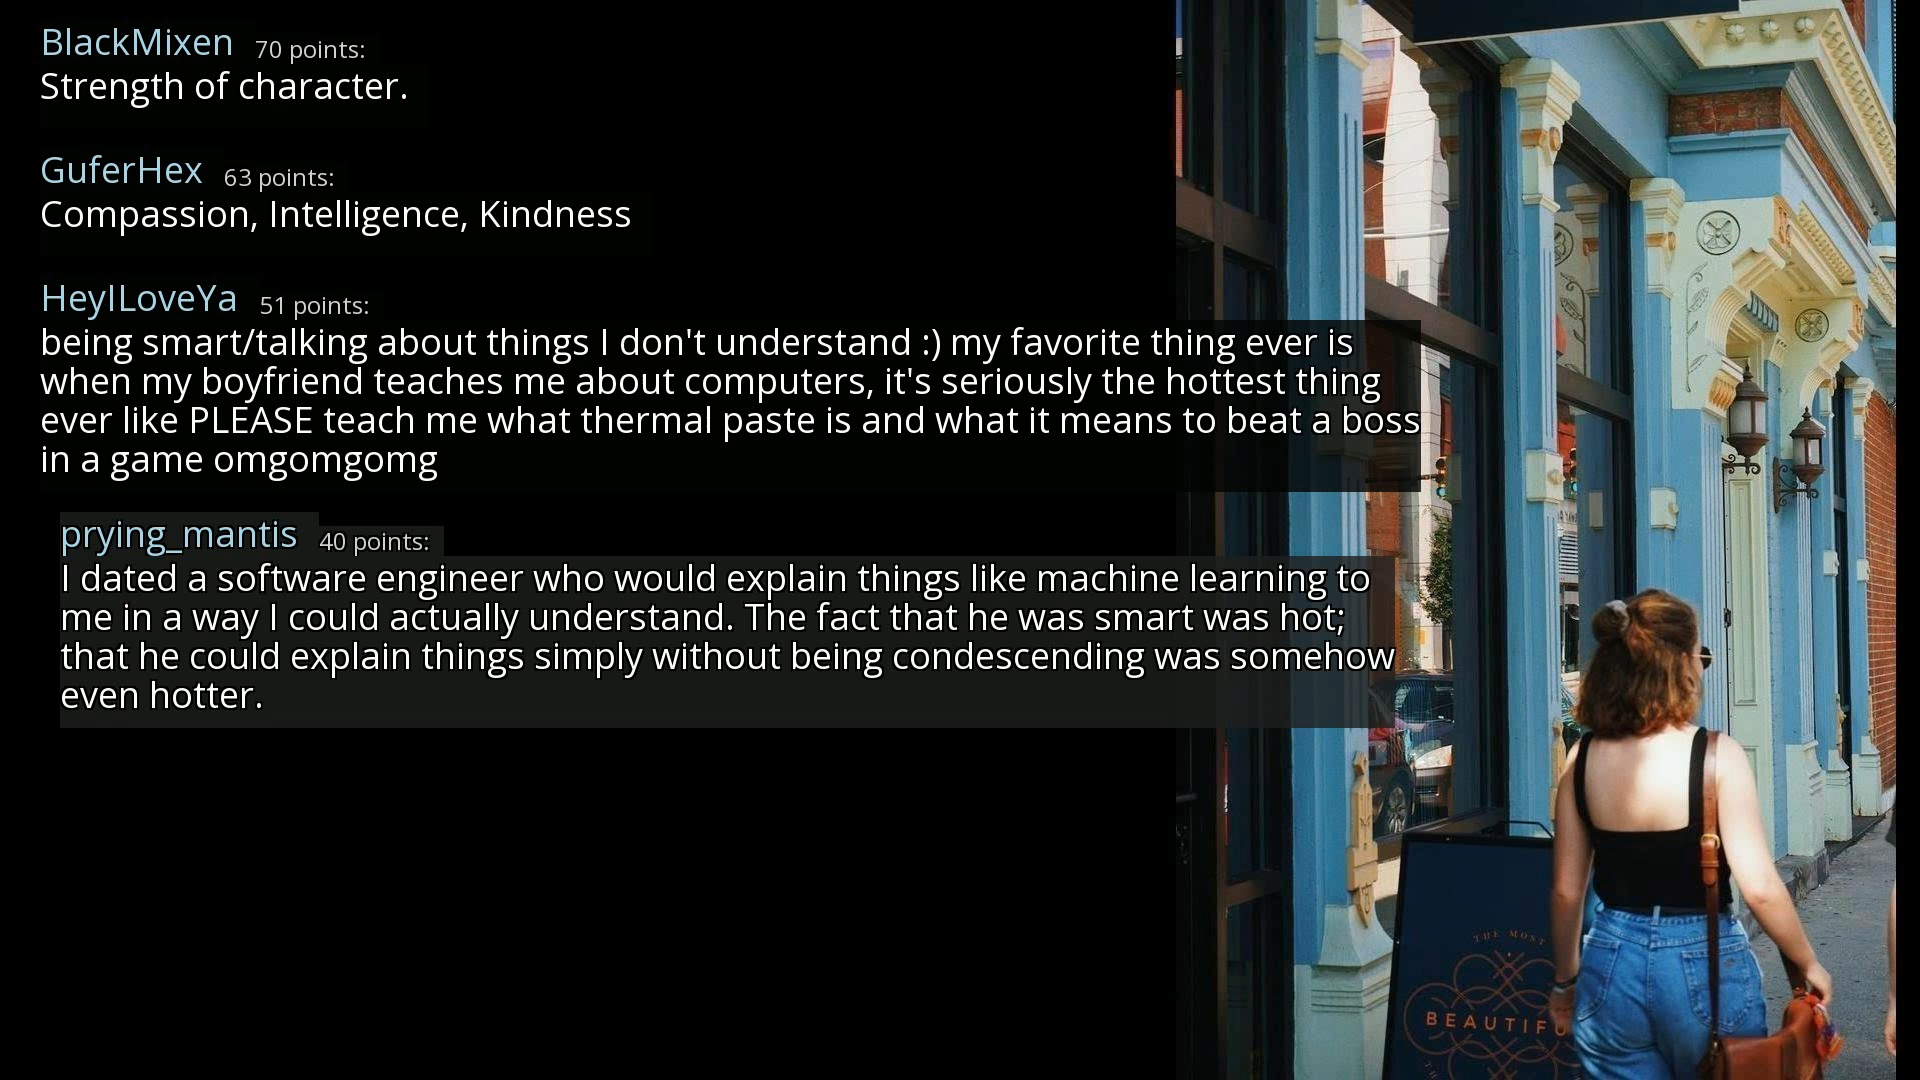 BlackMixen 70 points:
Strength of character.
GuferHex 63 points:
Compassion, Intelligence, Kindness
HeyILoveYa 51 points:
being smart/talking about things I don't understand :) my favorite thing ever is
when my boyfriend teaches me about computers, it's seriously the hottest thing
ever like PLEASE teach me what thermal paste is and what it means to beat a boss
in a game omgomgomg
prying_mantis 40 points:
I dated a software engineer who would explain things like machine learning to
me in a way I could actually understand. The fact that he was smart was hot;
that he could explain things simply without being condescending was somehow
even hotter.
THE MOST
BEAUTIFU